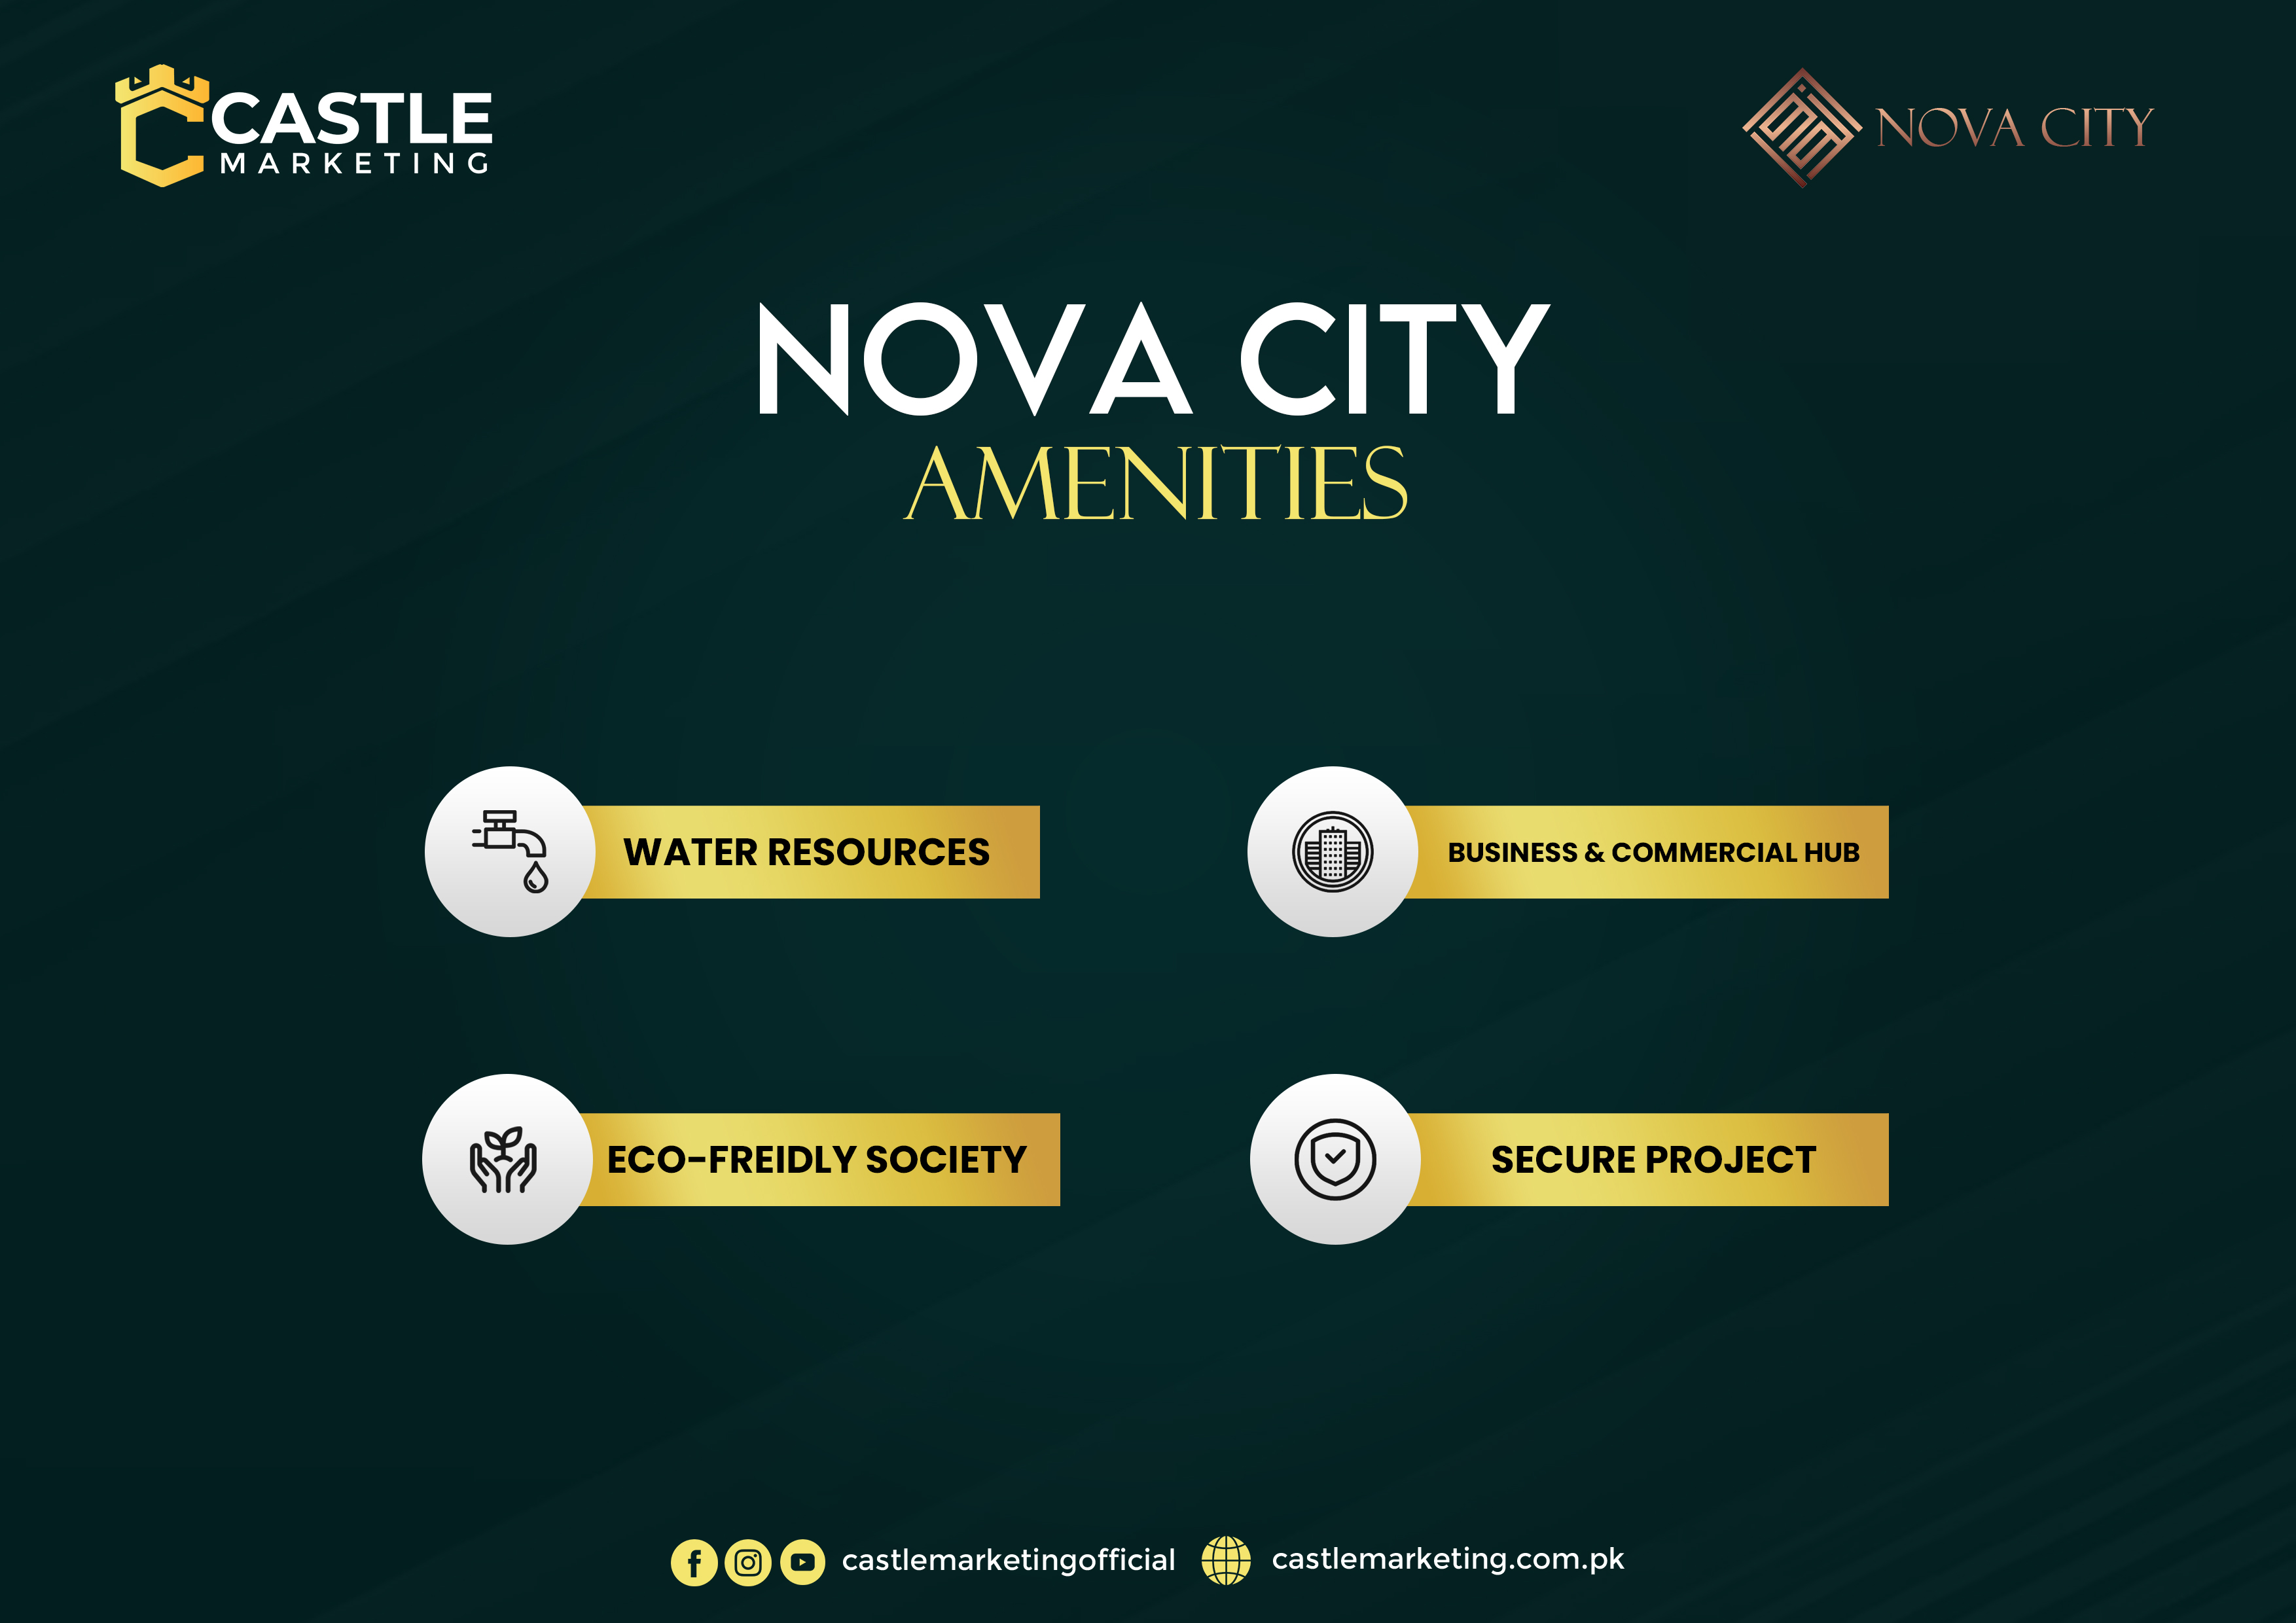 CASTLE
MARKETING
NOVA CITY
NOVA CITY
AMENITIES
WATER RESOURCES
BUSINESS & COMMERCIAL HUB
ECO-FREIDLY SOCIETY
SECURE PROJECT
castlemarketingofficial
castlemarketing.com.pk